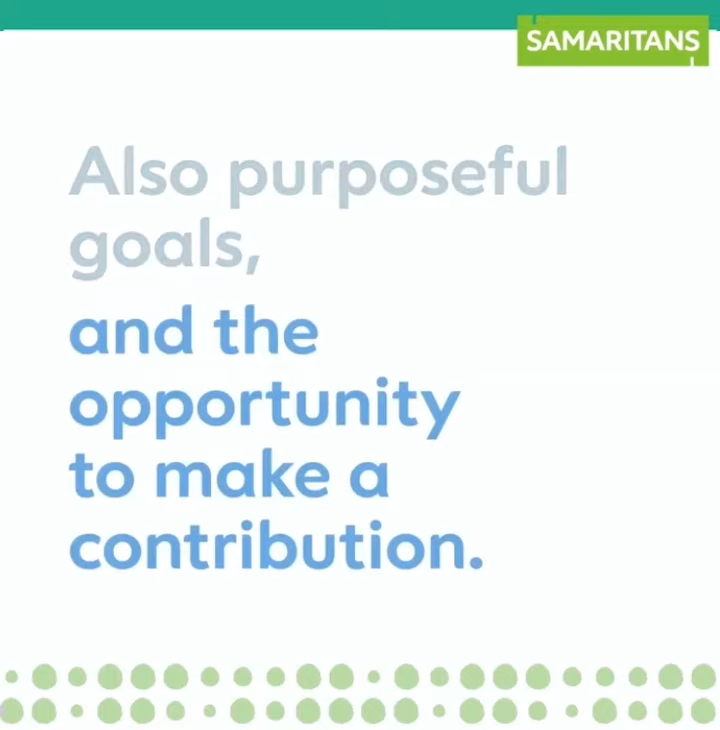 SAMARITANS
Also purposeful
goals,
and the
opportunity
to make a
contribution.